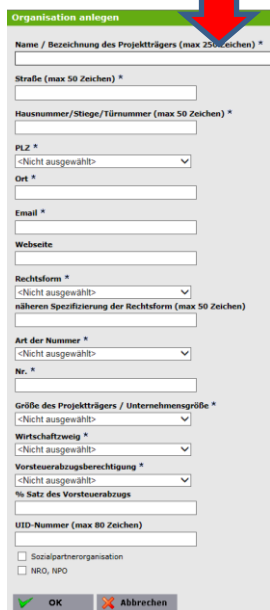 Organisation anlegen
Name / Bezeichnung des Projektträgers (max 250 Zeichen) *
Straße (max 50 Zeichen) *
Hausnummer/Stiege/Türnummer (max 50 Zeichen) *
PLZ *
<Nicht ausgewählt>
Ort *
Email *
Webseite
Rechtsform *
<Nicht ausgewählt>
näheren Spezifizierung der Rechtsform (max 50 Zeichen)
Art der Nummer *
<Nicht ausgewählt>
Nr. *
Größe des Projektträgers / Unternehmensgröße *
<Nicht ausgewählt>
Wirtschaftzweig *
<Nicht ausgewählt>
Vorsteuerabzugsberechtigung *
<Nicht ausgewählt>
% Satz des Vorsteuerabzugs
UID-Nummer (max 80 Zeichen)
Sozialpartnerorganisation
NRO, NPO
OK Abbrechen